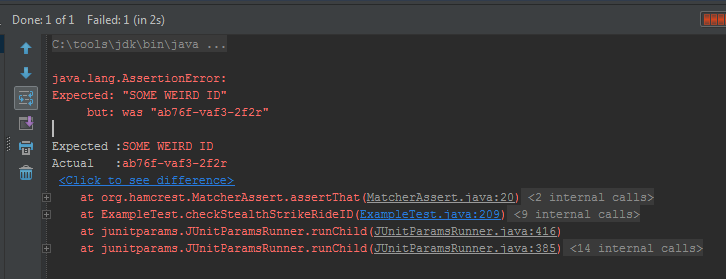 Done: 1 of 1 Failed: 1 (in 2s)
C:\tools\jdk\bin\java ...
java.lang.AssertionError:
Expected: "SOME WEIRD ID"
but: was "ab76f-vaf3-2f2r"
Expected :SOME WEIRD ID
Actual :ab76f-vaf3-2f2r
<Click to see difference>
at org.hamcrest.MatcherAssert.assertThat(MatcherAssert.java:20) <2 internal calls>
at ExampleTest.checkStealthStrikeRideID(ExampleTest.java:209) <9 internal calls>
at junitparams.JUnitParamsRunner.runChild(JUnitParamsRunner.java:416)
at junitparams.JUnitParamsRunner.runChild(JUnitParamsRunner.java:385) <14 internal calls>